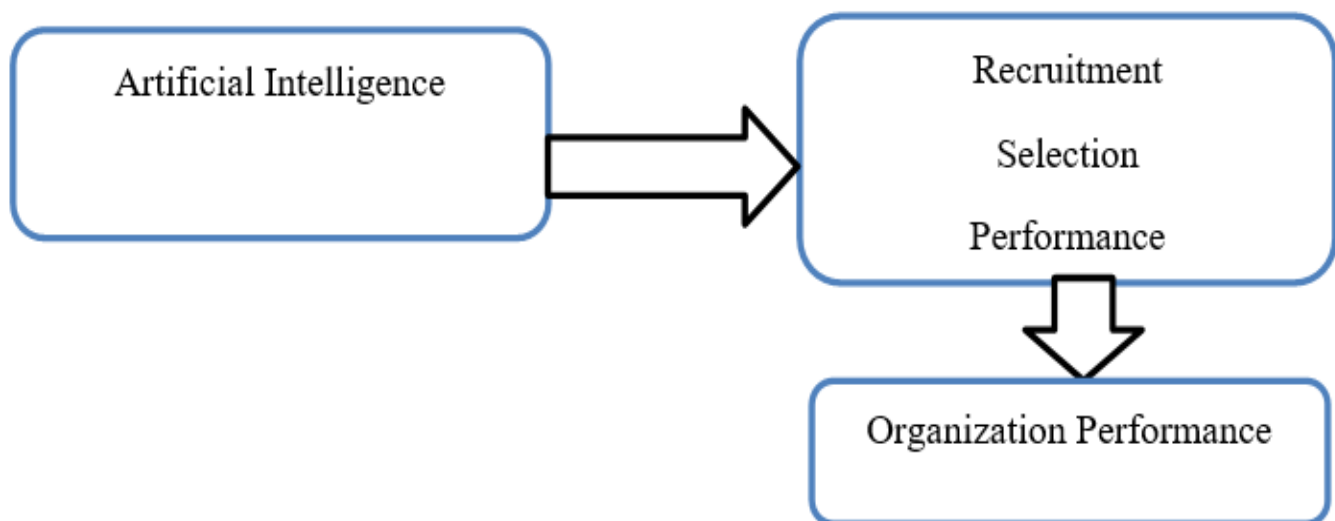 Artificial Intelligence
Recruitment
Selection
Performance
Organization Performance